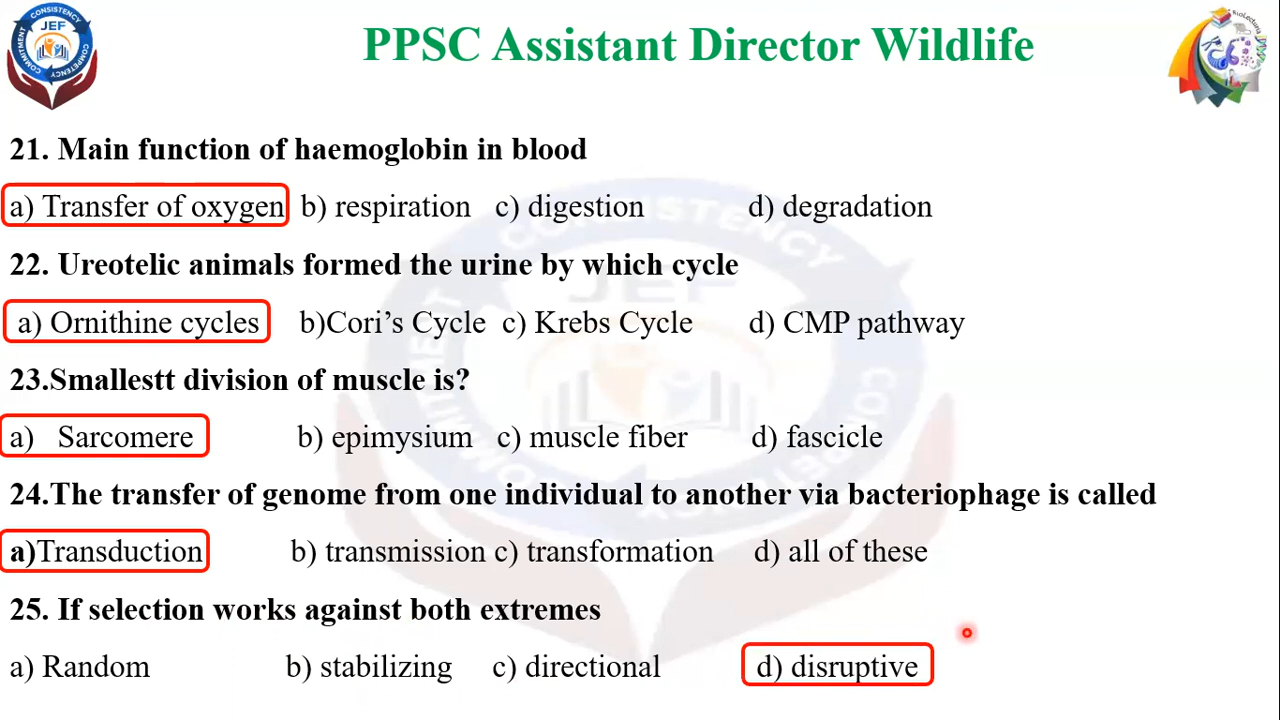 CONSISTENCY
JEF
COMMITMENT
COMPETENCY
PPSC Assistant Director Wildlife
21. Main function of haemoglobin in blood
a) Transfer of oxygen b) respiration c) digestion d) degradation
22. Ureotelic animals formed the urine by which cycle
a) Ornithine cycles b)Cori’s Cycle c) Krebs Cycle d) CMP pathway
23.Smallestt division of muscle is?
a) Sarcomere b) epimysium c) muscle fiber d) fascicle
24.The transfer of genome from one individual to another via bacteriophage is called
a)Transduction b) transmission c) transformation d) all of these
25. If selection works against both extremes
a) Random b) stabilizing c) directional d) disruptive